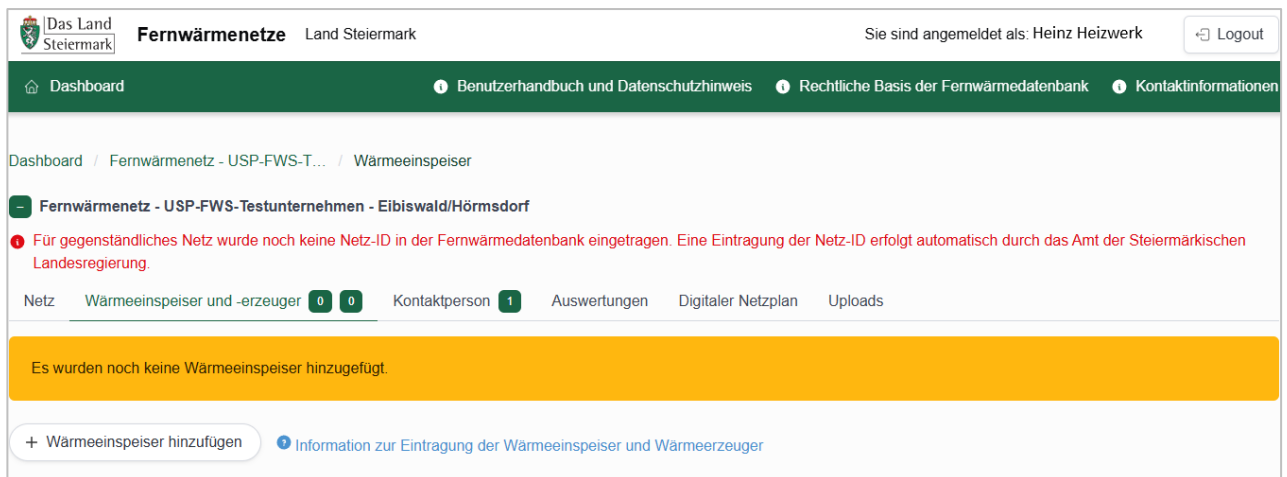 Das Land
Steiermark
Fernwärmenetze Land Steiermark
Sie sind angemeldet als: Heinz Heizwerk
Logout
Dashboard
Benutzerhandbuch und Datenschutzhinweis
Rechtliche Basis der Fernwärmedatenbank
Kontaktinformationen
Dashboard / Fernwärmenetz - USP-FWS-T... / Wärmeeinspeiser
Fernwärmenetz - USP-FWS-Testunternehmen - Eibiswald/Hörmsdorf
Für gegenständliches Netz wurde noch keine Netz-ID in der Fernwärmedatenbank eingetragen. Eine Eintragung der Netz-ID erfolgt automatisch durch das Amt der Steiermärkischen
Landesregierung.
Netz Wärmeeinspeiser und -erzeuger 0 0 Kontaktperson 1 Auswertungen Digitaler Netzplan Uploads
Es wurden noch keine Wärmeeinspeiser hinzugefügt.
+ Wärmeeinspeiser hinzufügen
Information zur Eintragung der Wärmeeinspeiser und Wärmeerzeuger